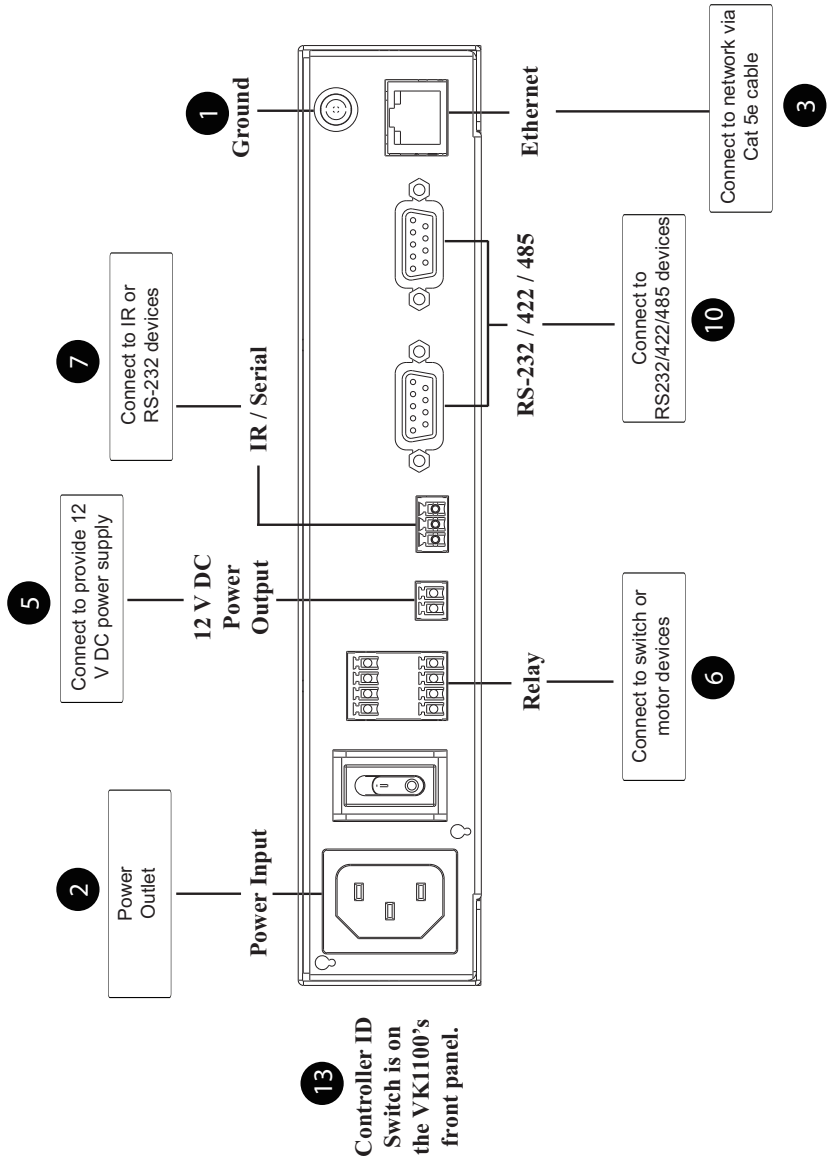 13
Controller ID
Switch is on
the VK1100’s
front panel.
2
Power
Outlet
Power Input
5
Connect to provide 12
V DC power supply
12 V DC
Power
Output
7
Connect to IR or
RS-232 devices
IR / Serial
1
Ground
Relay
Connect to switch or
motor devices
6
RS-232 / 422 / 485
Connect to
RS232/422/485 devices
10
Ethernet
Connect to network via
Cat 5e cable
3